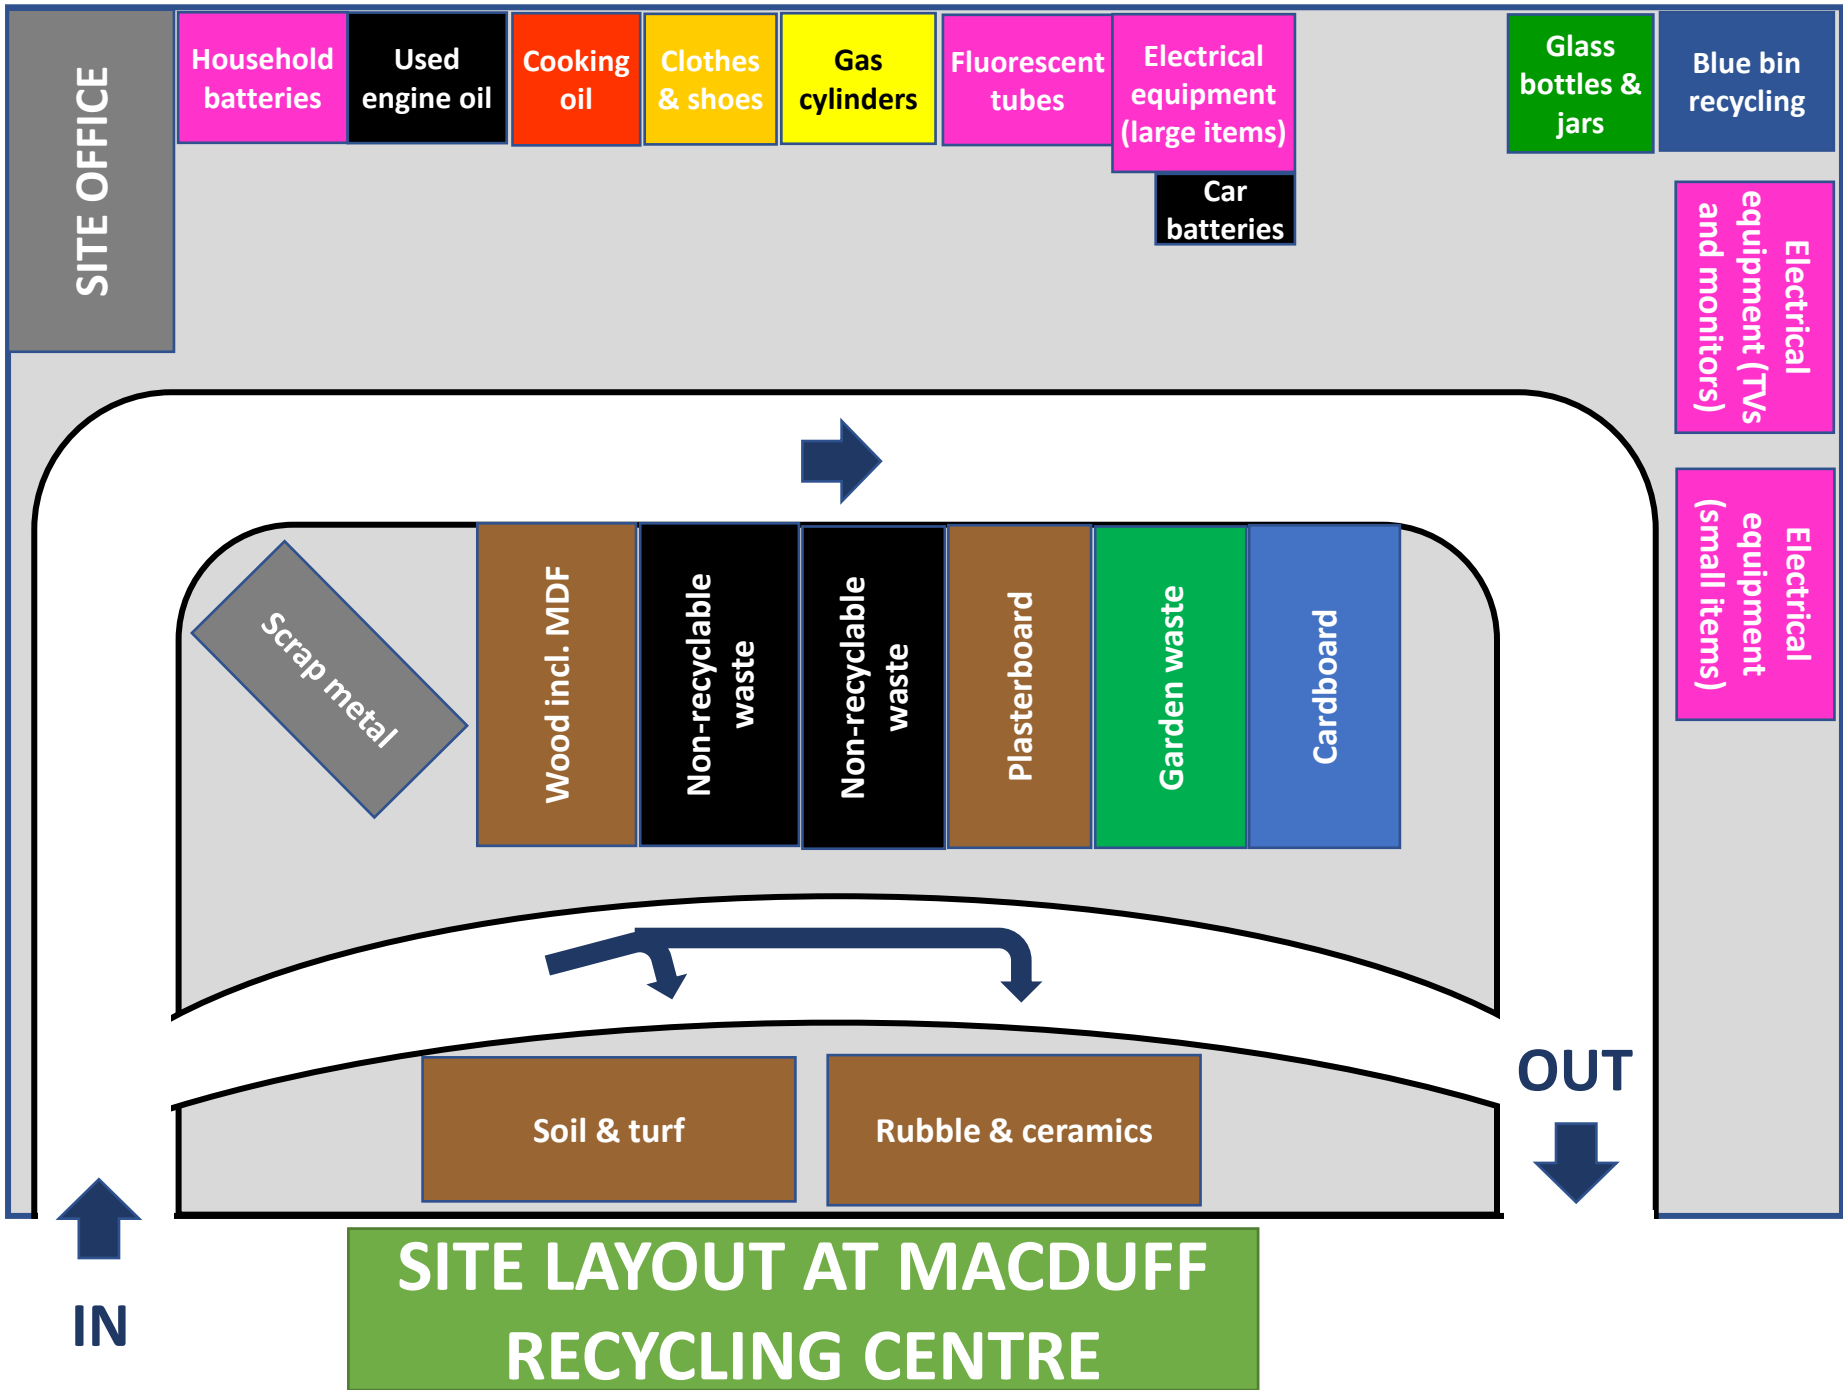 SITE OFFICE
Household
batteries
Used
engine oil
Cooking
oil
Clothes
& shoes
Gas
cylinders
Fluorescent
tubes
Electrical
equipment
(large items)
Car
batteries
Glass
bottles &
jars
Blue bin
recycling
Electrical
equipment (TVs
and monitors)
Electrical
equipment
(small items)
Scrap metal
Wood incl. MDF
Non-recyclable
waste
Non-recyclable
waste
Plasterboard
Garden waste
Cardboard
Soil & turf
Rubble & ceramics
OUT
IN
SITE LAYOUT AT MACDUFF
RECYCLING CENTRE